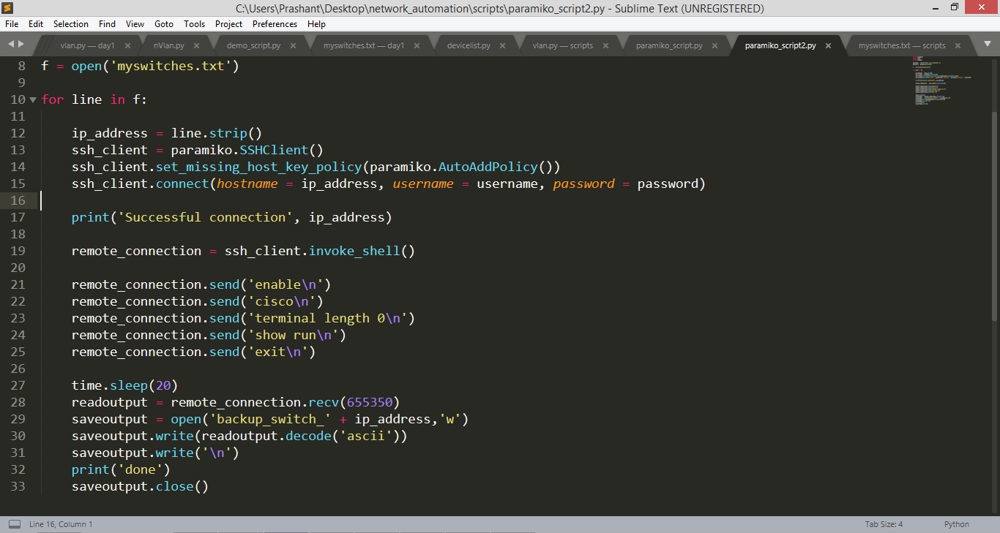 C:\Users\Prashant\Desktop\network_automation\scripts\paramiko_script2.py - Sublime Text (UNREGISTERED)
File Edit Selection Find View Goto Tools Project Preferences Help
vlan.py — day1 nVlan.py demo_script.py myswitches.txt — day1 devicelist.py vlan.py — scripts paramiko_script.py paramiko_script2.py myswitches.txt — scripts
8 f = open('myswitches.txt')
9
10 for line in f:
11
12     ip_address = line.strip()
13     ssh_client = paramiko.SSHClient()
14     ssh_client.set_missing_host_key_policy(paramiko.AutoAddPolicy())
15     ssh_client.connect(hostname = ip_address, username = username, password = password)
16
17     print('Successful connection', ip_address)
18
19     remote_connection = ssh_client.invoke_shell()
20
21     remote_connection.send('enable\n')
22     remote_connection.send('cisco\n')
23     remote_connection.send('terminal length 0\n')
24     remote_connection.send('show run\n')
25     remote_connection.send('exit\n')
26
27     time.sleep(20)
28     readoutput = remote_connection.recv(655350)
29     saveoutput = open('backup_switch_' + ip_address,'w')
30     saveoutput.write(readoutput.decode('ascii'))
31     saveoutput.write('\n')
32     print('done')
33     saveoutput.close()
Line 16, Column 1
Tab Size: 4
Python